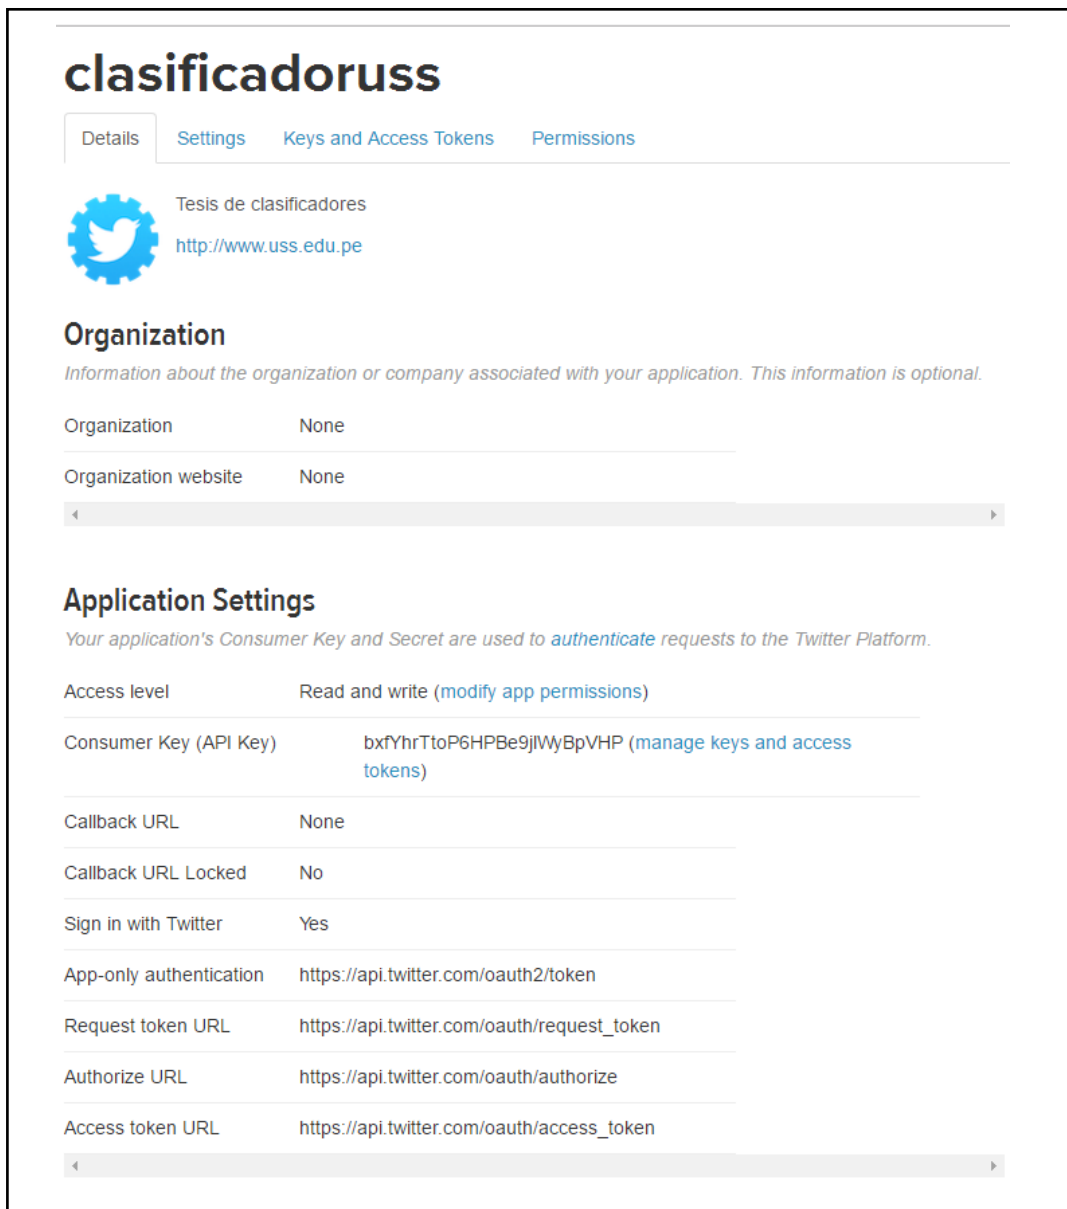 clasificadoruss
Details Settings Keys and Access Tokens Permissions
Tesis de clasificadores
http://www.uss.edu.pe
Organization
Information about the organization or company associated with your application. This information is optional.
Organization None
Organization website None
Application Settings
Your application's Consumer Key and Secret are used to authenticate requests to the Twitter Platform.
Access level Read and write (modify app permissions)
Consumer Key (API Key) bxfYhrTtoP6HPBe9jlWyBpVHP (manage keys and access
tokens)
Callback URL None
Callback URL Locked No
Sign in with Twitter Yes
App-only authentication https://api.twitter.com/oauth2/token
Request token URL https://api.twitter.com/oauth/request_token
Authorize URL https://api.twitter.com/oauth/authorize
Access token URL https://api.twitter.com/oauth/access_token